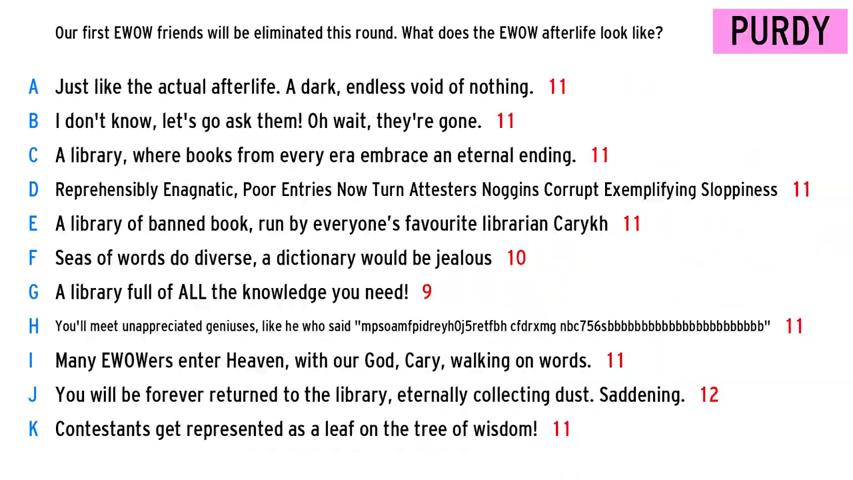 Our first EWOW friends will be eliminated this round. What does the EWOW afterlife look like?
PURDY
A Just like the actual afterlife. A dark, endless void of nothing. 11
B I don't know, let's go ask them! Oh wait, they're gone. 11
C A library, where books from every era embrace an eternal ending. 11
D Reprehensibly Enagnatic, Poor Entries Now Turn Attesters Noggins Corrupt Exemplifying Sloppiness 11
E A library of banned book, run by everyone's favourite librarian Carykh 11
F Seas of words do diverse, a dictionary would be jealous 10
G A library full of ALL the knowledge you need! 9
H You'll meet unappreciated geniuses, like he who said "mpsoamfpidreyh0j5retfbh cfdrxmg nbc756sbbbbbbbbbbbbbbbbbbbbbbbb" 11
I Many EWOWers enter Heaven, with our God, Cary, walking on words. 11
J You will be forever returned to the library, eternally collecting dust. Saddening. 12
K Contestants get represented as a leaf on the tree of wisdom! 11